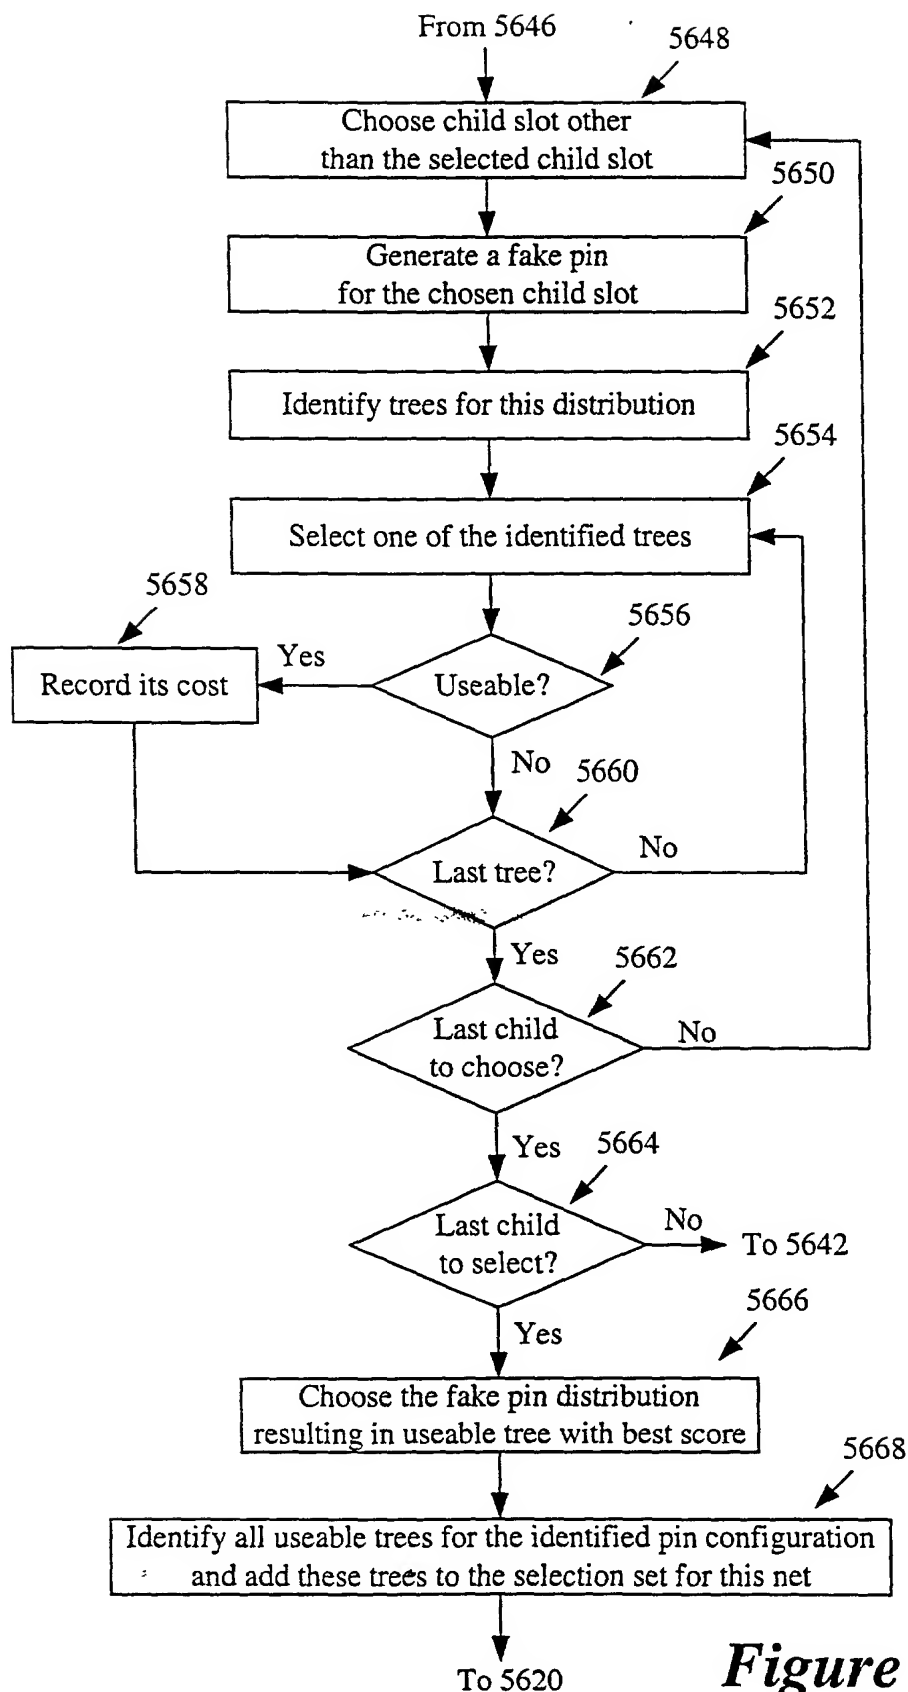 From 5646
5648
Choose child slot other
than the selected child slot
5650
Generate a fake pin
for the chosen child slot
5652
Identify trees for this distribution
5654
Select one of the identified trees
5658
5656
Record its cost
Yes
Useable?
No
5660
Last tree?
No
Yes
5662
Last child
to choose?
No
Yes
5664
Last child
to select?
No
To 5642
Yes
5666
Choose the fake pin distribution
resulting in useable tree with best score
5668
Identify all useable trees for the identified pin configuration
and add these trees to the selection set for this net
To 5620
Figure